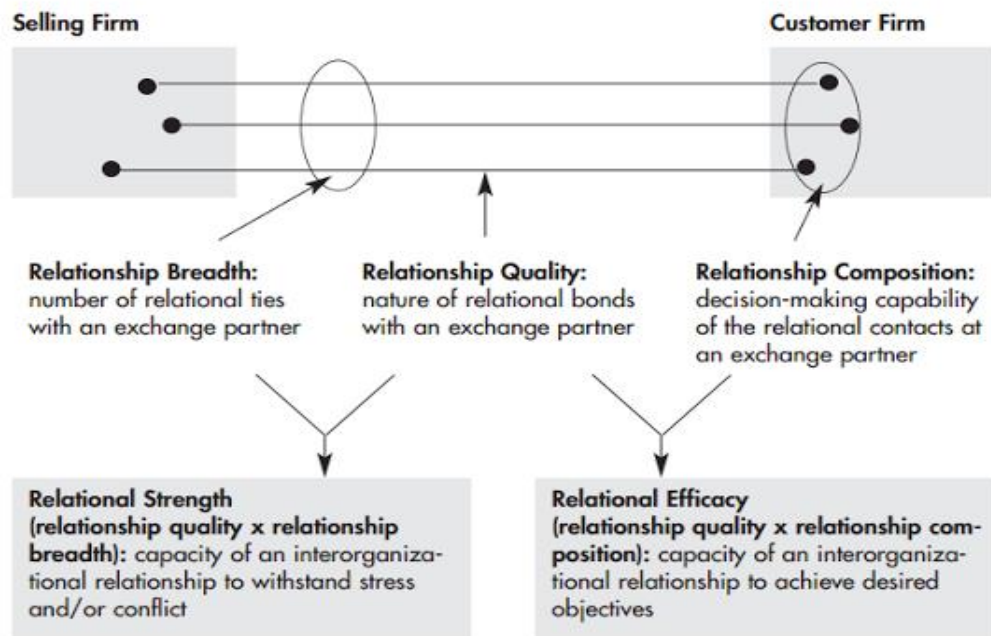 Selling Firm
Customer Firm
Relationship Breadth:
number of relational ties
with an exchange partner
Relationship Quality:
nature of relational bonds
with an exchange partner
Relationship Composition:
decision-making capability
of the relational contacts at
an exchange partner
Relational Strength
(relationship quality x relationship
breadth): capacity of an interorganiza-
tional relationship to withstand stress
and/or conflict
Relational Efficacy
(relationship quality x relationship com-
position): capacity of an interorganiza-
tional relationship to achieve desired
objectives